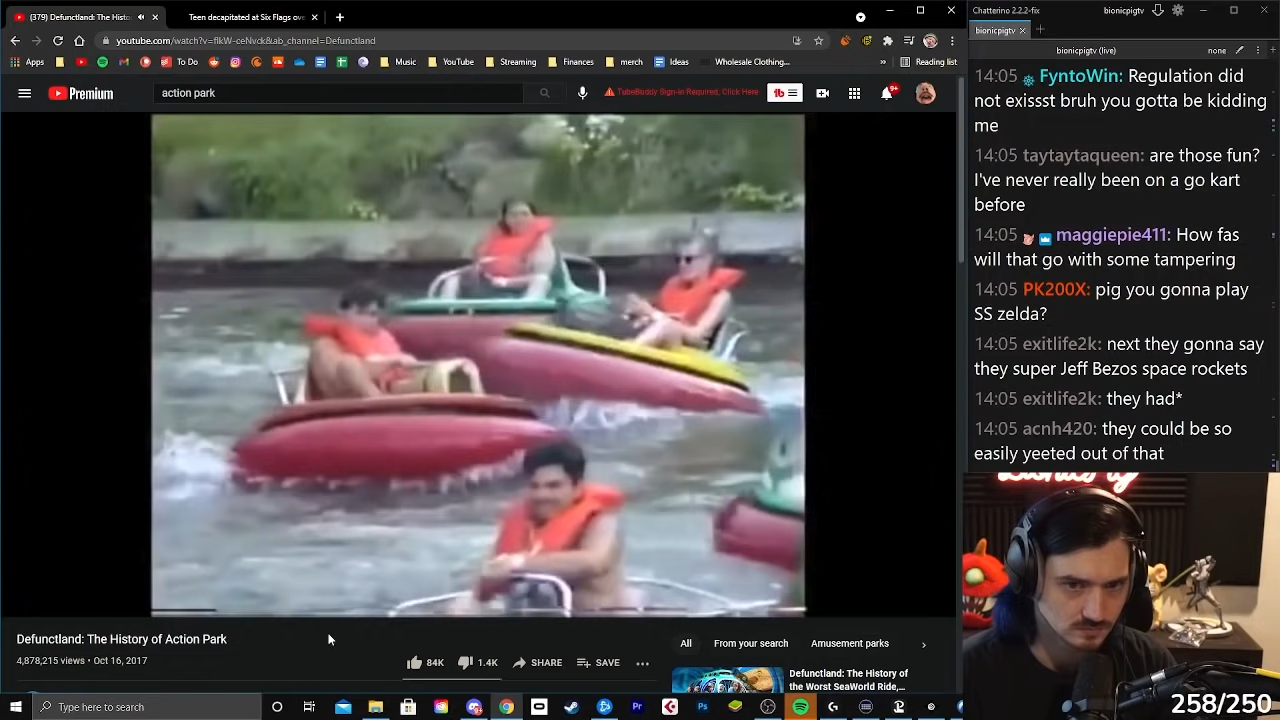 (379) Defunctland: The Histo
Teen decapitated at Six Flags ove
youtube.com/watch?v=flkW-ceNvck&ab_channel=Defunctland
Apps
To Do
Music
YouTube
Streaming
Finances
merch
Ideas
Wholesale Clothing...
Reading list
Premium
action park
TubeBuddy Sign-in Required, Click Here
9+
Defunctland: The History of Action Park
4,878,215 views • Oct 16, 2017
84K
1.4K
SHARE
SAVE
All
From your search
Amusement parks
Defunctland: The History of
the Worst SeaWorld Ride,...
Type here to search
Chatterino 2.2.2-fix
bionicpigtv
bionicpigtv
bionicpigtv (live)
none
14:05 FyntoWin: Regulation did
not exissst bruh you gotta be kidding
me
14:05 taytaytaqueen: are those fun?
I've never really been on a go kart
before
14:05 maggiepie411: How fas
will that go with some tampering
14:05 PK200X: pig you gonna play
SS zelda?
14:05 exitlife2k: next they gonna say
they super Jeff Bezos space rockets
14:05 exitlife2k: they had*
14:05 acnh420: they could be so
easily yeeted out of that
258/250